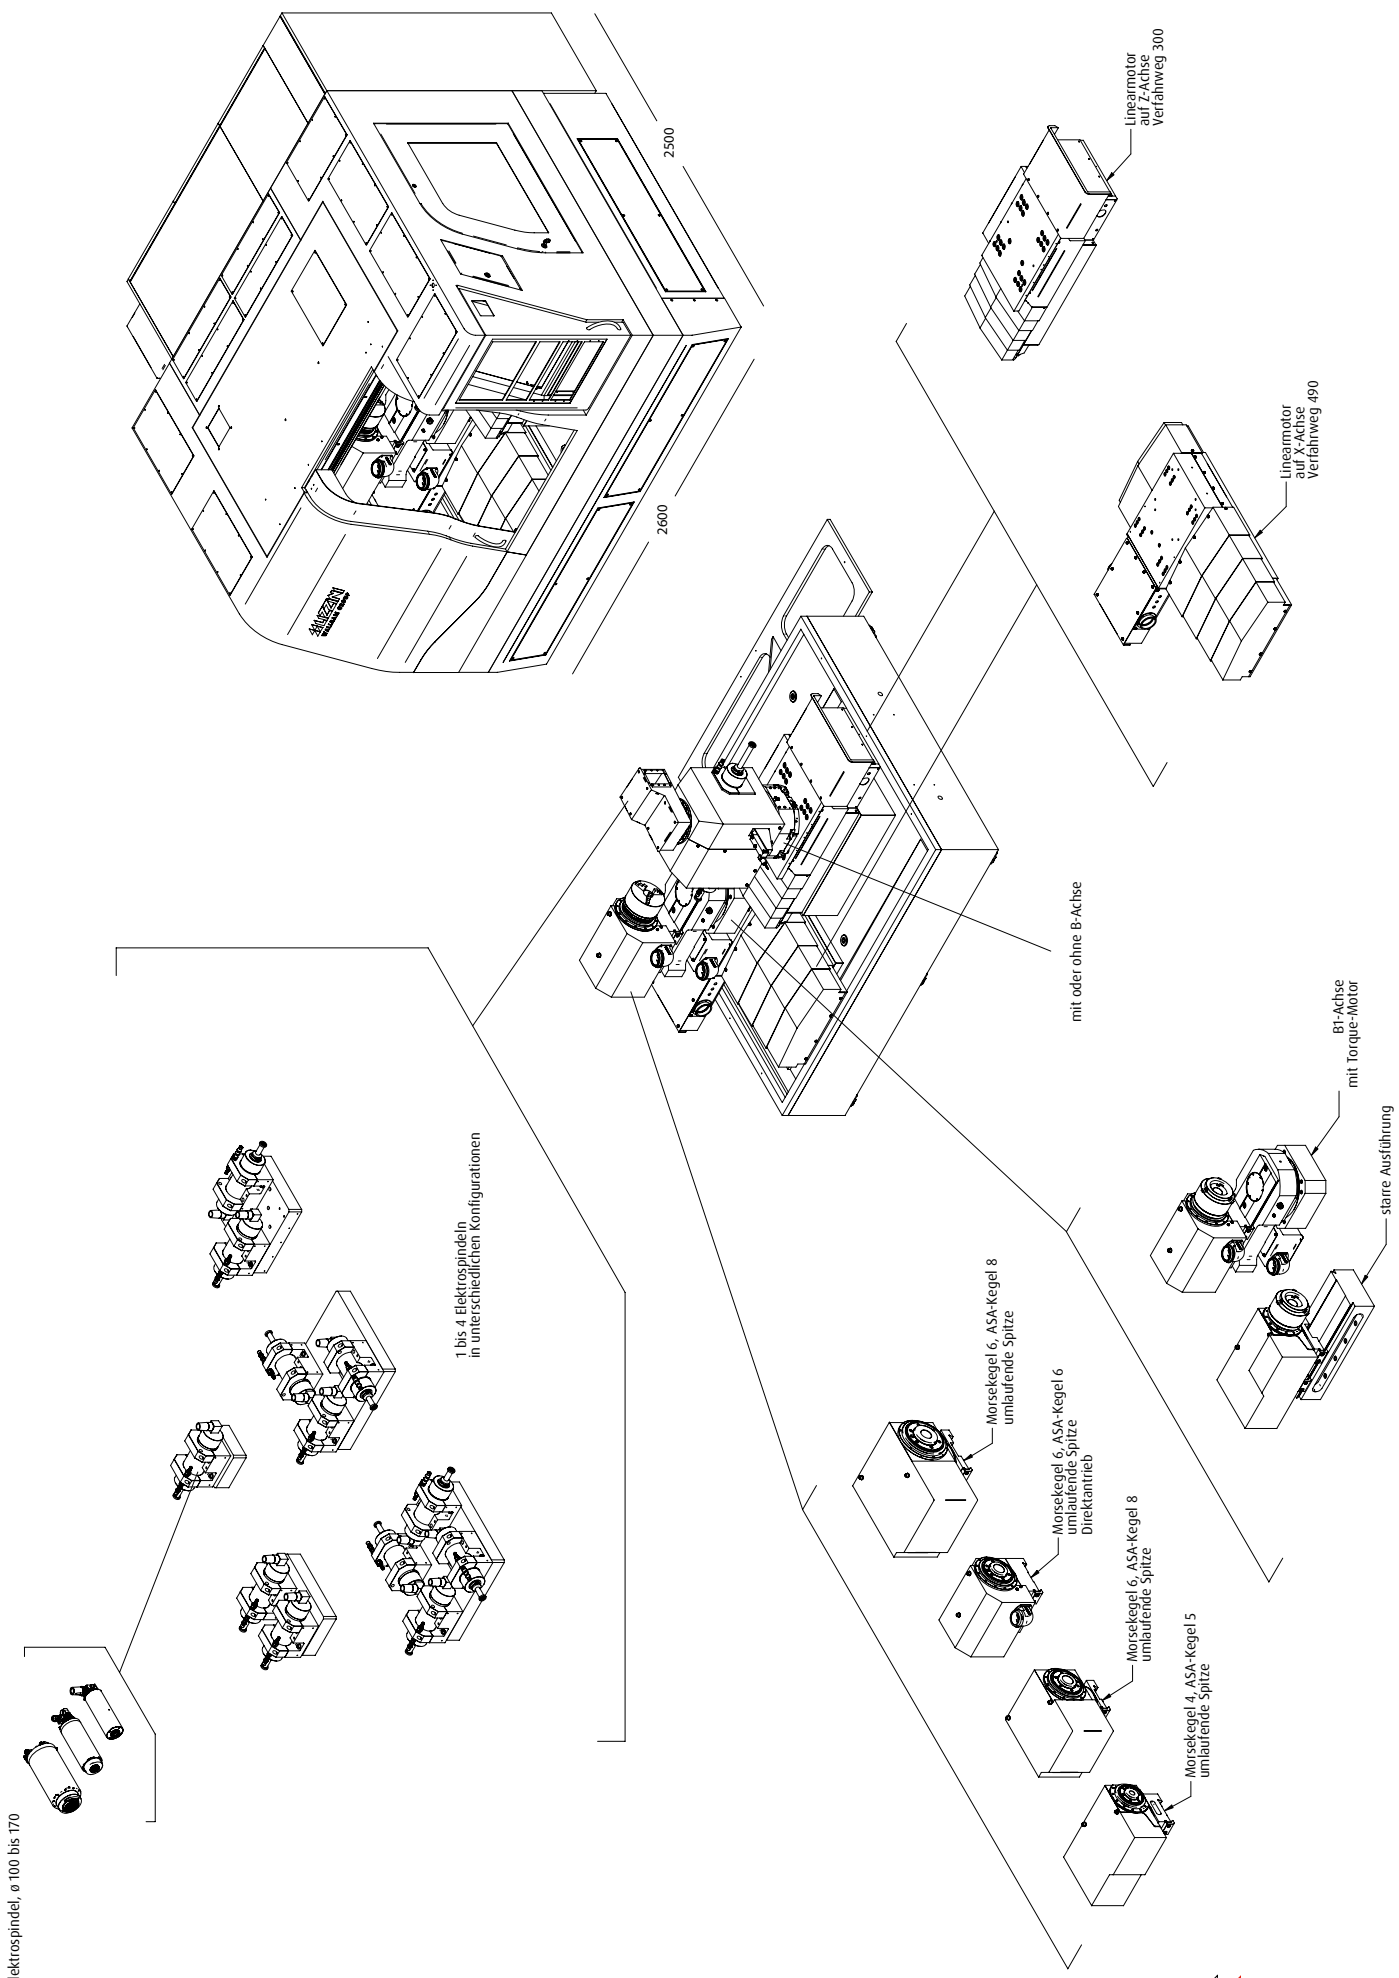 2500
2600
MUZZARI
Linearmotor
auf Z-Achse
Verfahrweg 300
Linearmotor
auf X-Achse
Verfahrweg 490
mit oder ohne B-Achse
B1-Achse
mit Torque-Motor
starre Ausführung
1 bis 4 Elektrospindeln
in unterschiedlichen Konfigurationen
lektrospindel, ø 100 bis 170
Morsekegel 6, ASA-Kegel 8
umlaufende Spitze
Morsekegel 6, ASA-Kegel 6
umlaufende Spitze
Direktantrieb
Morsekegel 6, ASA-Kegel 8
umlaufende Spitze
Morsekegel 4, ASA-Kegel 5
umlaufende Spitze